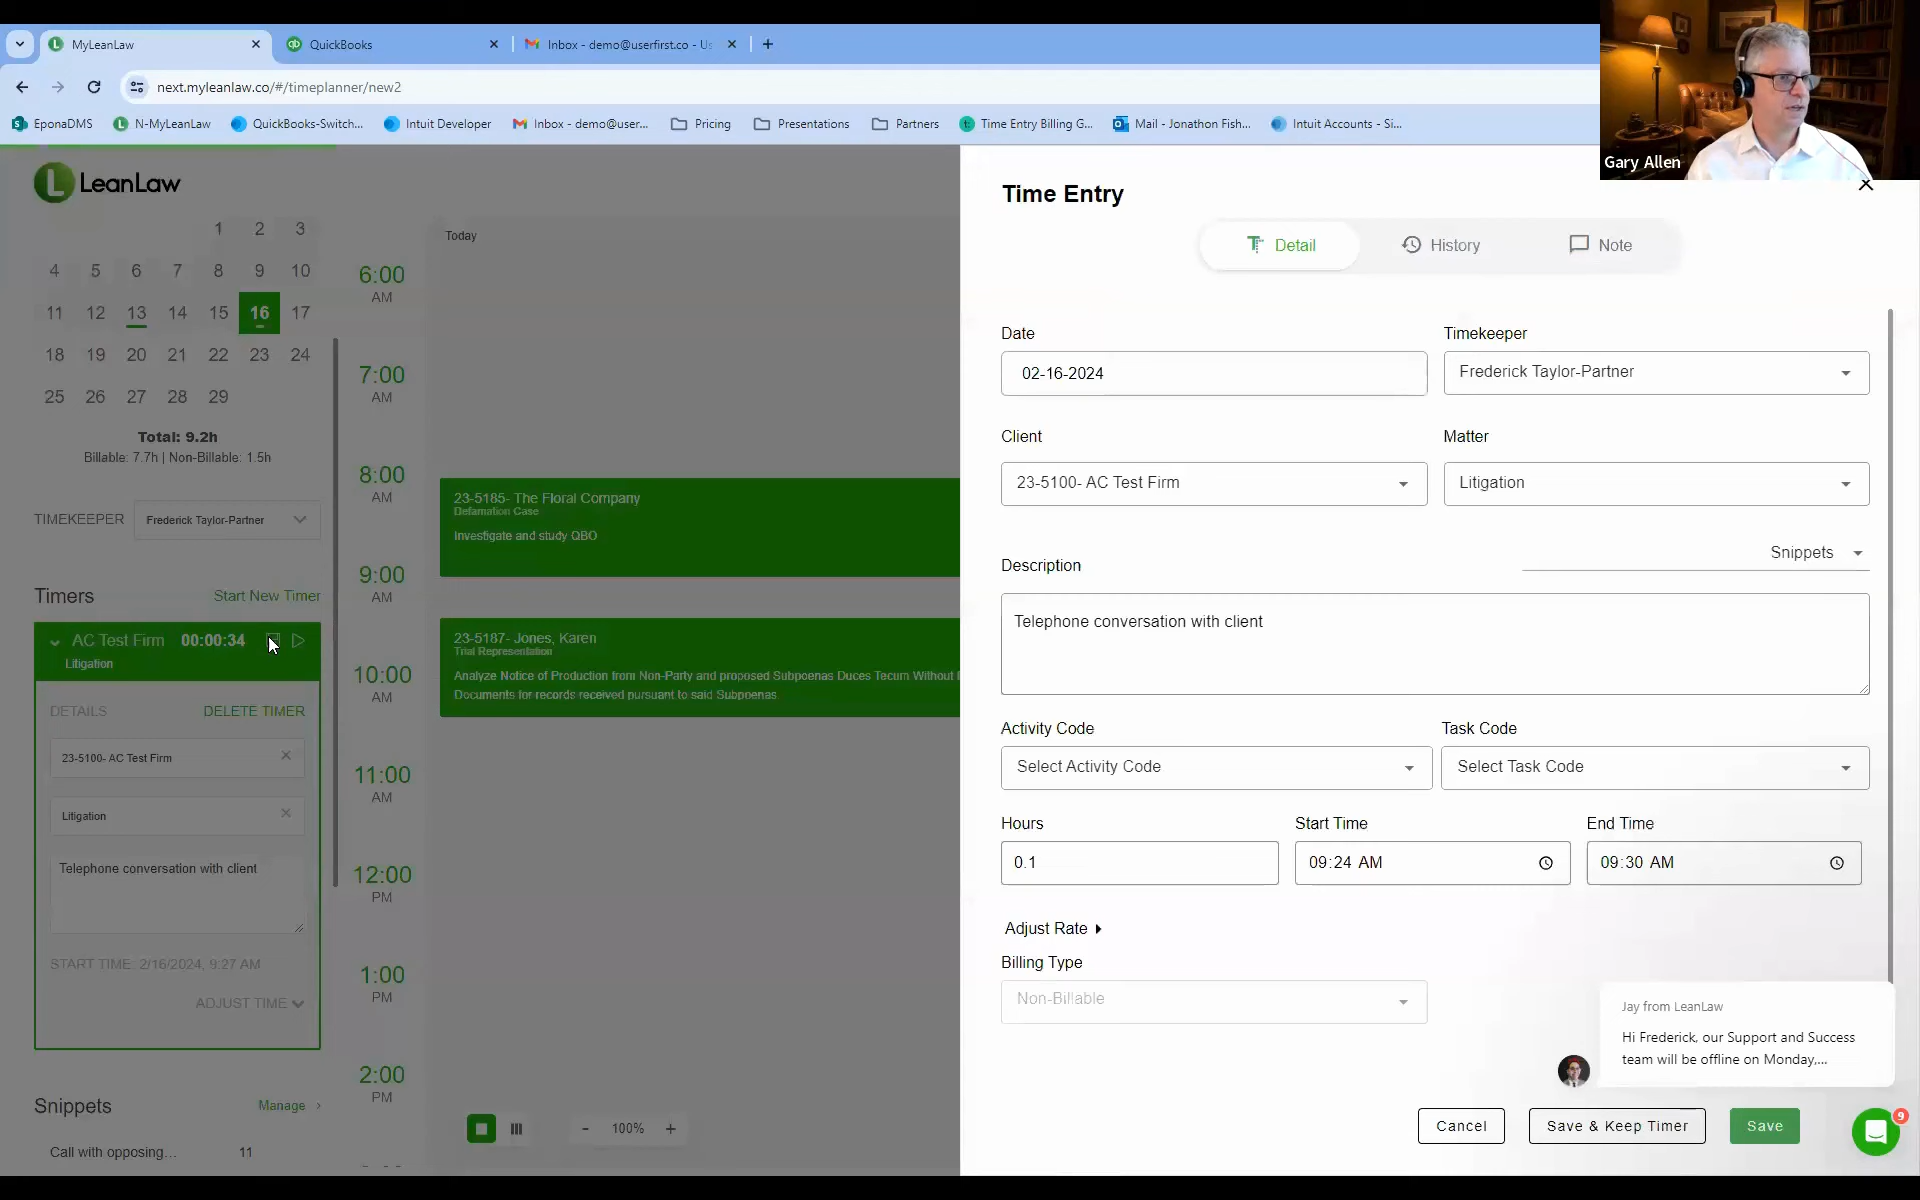 MyLeanLaw
QuickBooks
Inbox - demo@userfirst.co - Us
next.myleanlaw.co/#/timeplanner/new2
EponaDMS
N-MyLeanLaw
QuickBooks-Switch...
Intuit Developer
Inbox - demo@user...
Pricing
Presentations
Partners
Time Entry Billing G...
Mail - Jonathon Fish...
Intuit Accounts - Si...
Gary Allen
L LeanLaw
1 2 3
4 5 6 7 8 9 10
11 12 13 14 15 16 17
18 19 20 21 22 23 24
25 26 27 28 29
Total: 9.2h
Billable: 7.7h | Non-Billable: 1.5h
TIMEKEEPER Frederick Taylor-Partner
Timers Start New Timer
AC Test Firm 00:00:34
Litigation
DETAILS DELETE TIMER
23-5100- AC Test Firm
Litigation
Telephone conversation with client
START TIME: 2/16/2024, 9:27 AM
ADJUST TIME
Snippets Manage
Call with opposing... 11
Today
6:00
AM
7:00
AM
8:00
AM
9:00
AM
10:00
AM
11:00
AM
12:00
PM
1:00
PM
2:00
PM
23-5185- The Floral Company
Defamation Case
Investigate and study QBO
23-5187- Jones, Karen
Trial Representation
Analyze Notice of Production from Non-Party and proposed Subpoenas Duces Tecum Without
Documents for records received pursuant to said Subpoenas.
- 100% +
Time Entry
Detail
History
Note
Date
02-16-2024
Timekeeper
Frederick Taylor-Partner
Client
23-5100- AC Test Firm
Matter
Litigation
Snippets
Description
Telephone conversation with client
Activity Code
Select Activity Code
Task Code
Select Task Code
Hours
0.1
Start Time
09:24 AM
End Time
09:30 AM
Adjust Rate
Billing Type
Non-Billable
Jay from LeanLaw
Hi Frederick, our Support and Success
team will be offline on Monday,...
Cancel
Save & Keep Timer
Save
9